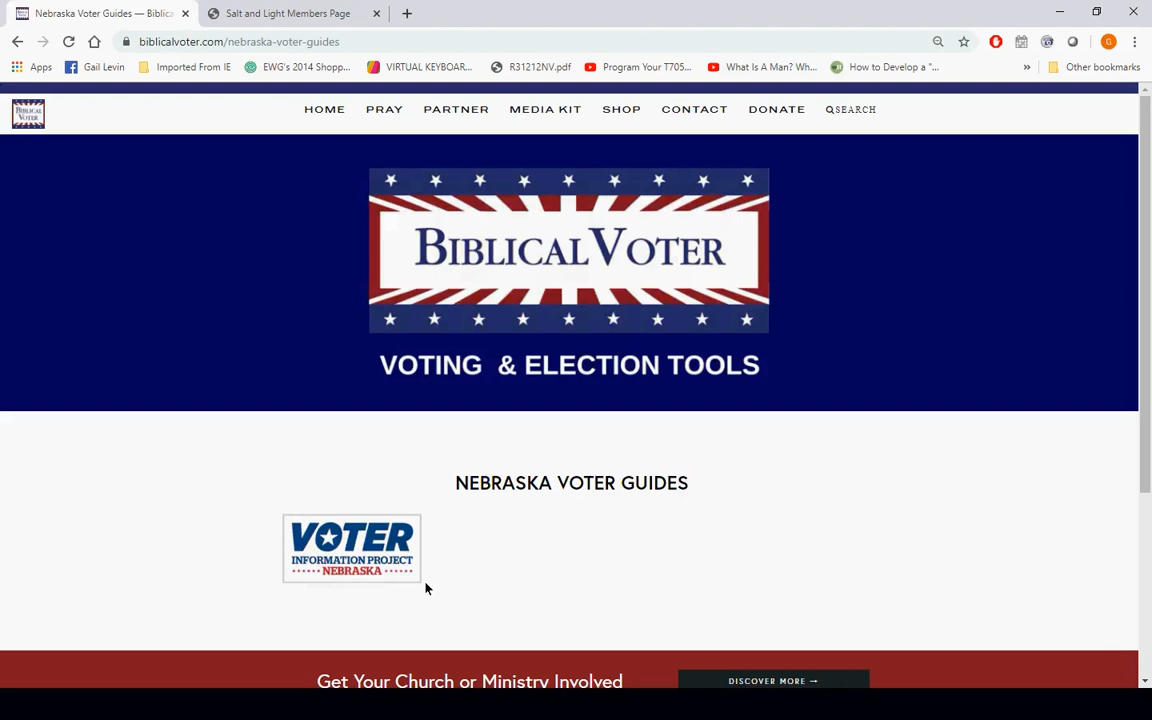 Nebraska Voter Guides — Biblica
Salt and Light Members Page
biblicalvoter.com/nebraska-voter-guides
G
Apps
Gail Levin
Imported From IE
EWG's 2014 Shopp...
VIRTUAL KEYBOAR...
R31212NV.pdf
Program Your T705...
What Is A Man? Wh...
How to Develop a "...
»
Other bookmarks
BIBLICAL VOTER
HOME
PRAY
PARTNER
MEDIA KIT
SHOP
CONTACT
DONATE
SEARCH
BIBLICALVOTER
VOTING & ELECTION TOOLS
NEBRASKA VOTER GUIDES
VOTER
INFORMATION PROJECT
NEBRASKA
Get Your Church or Ministry Involved
DISCOVER MORE →